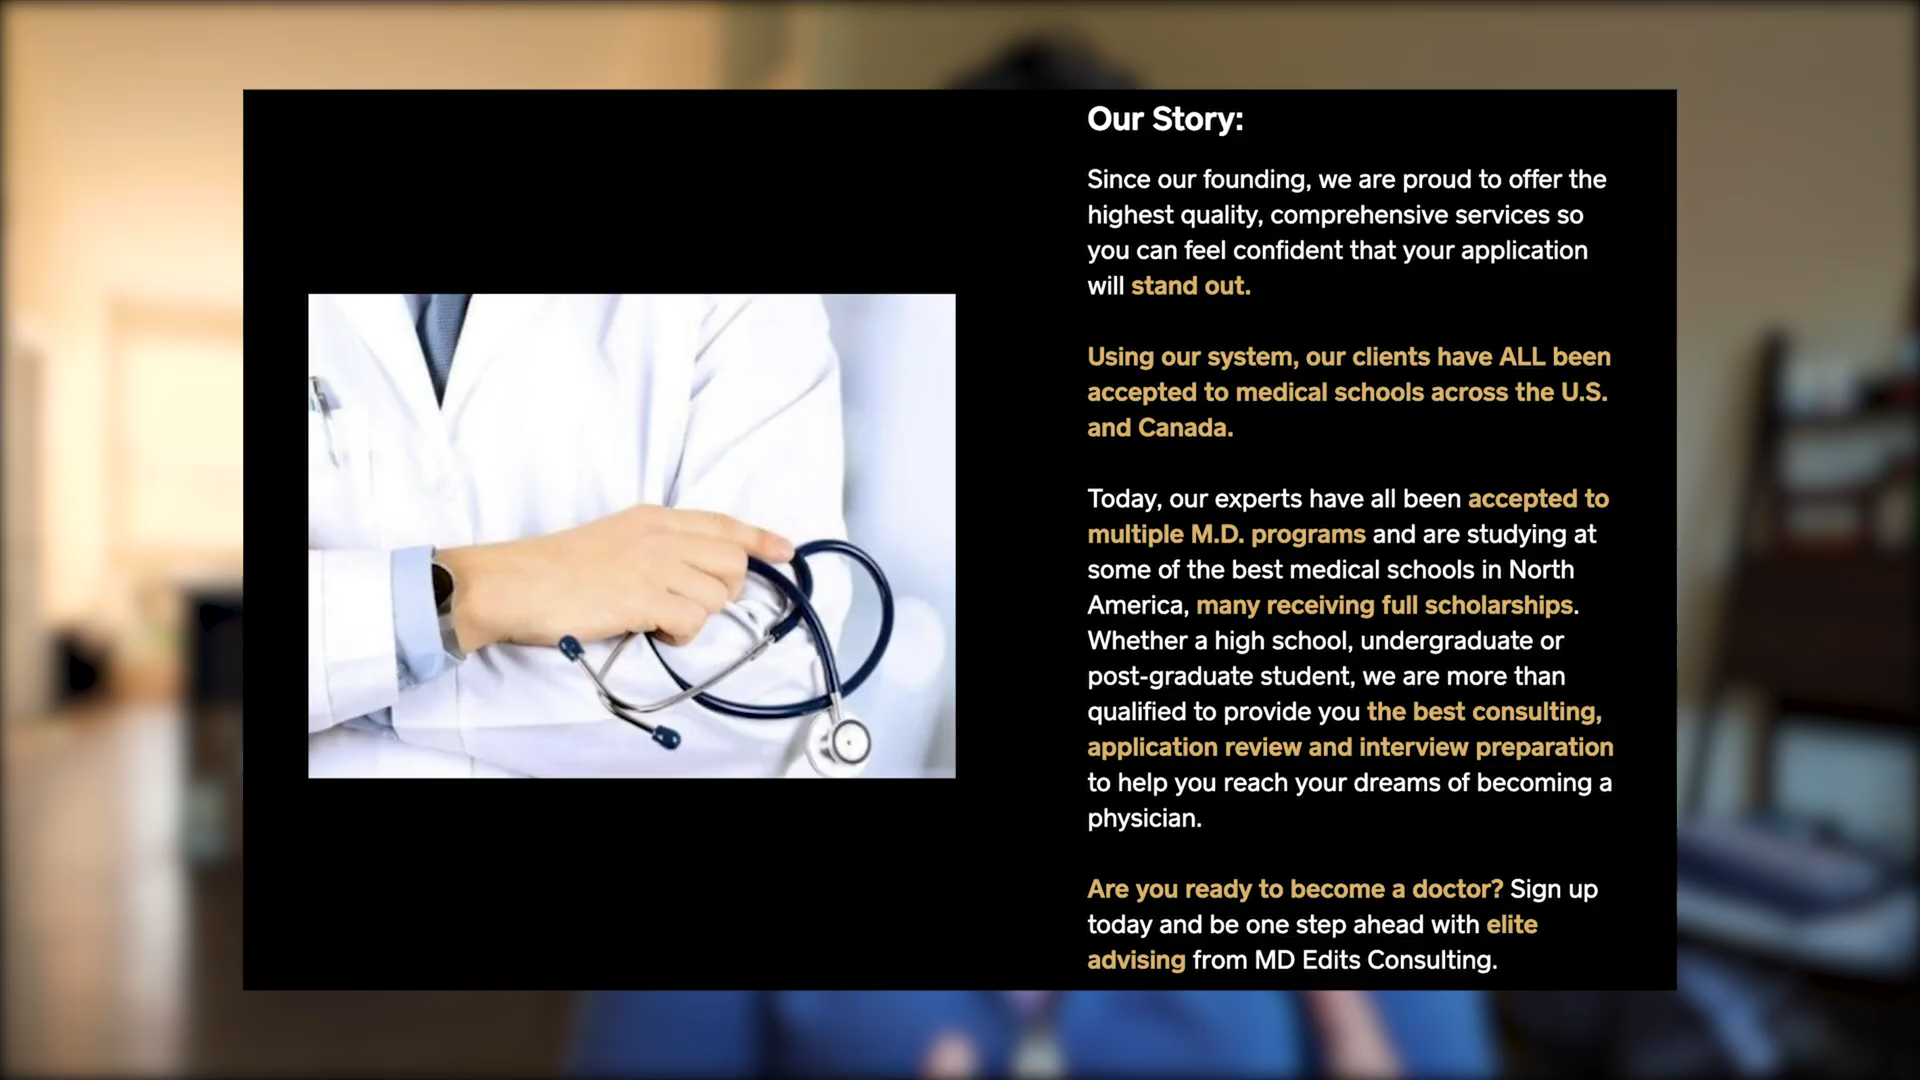 Our Story:
Since our founding, we are proud to offer the
highest quality, comprehensive services so
you can feel confident that your application
will stand out.
Using our system, our clients have ALL been
accepted to medical schools across the U.S.
and Canada.
Today, our experts have all been accepted to
multiple M.D. programs and are studying at
some of the best medical schools in North
America, many receiving full scholarships.
Whether a high school, undergraduate or
post-graduate student, we are more than
qualified to provide you the best consulting,
application review and interview preparation
to help you reach your dreams of becoming a
physician.
Are you ready to become a doctor? Sign up
today and be one step ahead with elite
advising from MD Edits Consulting.